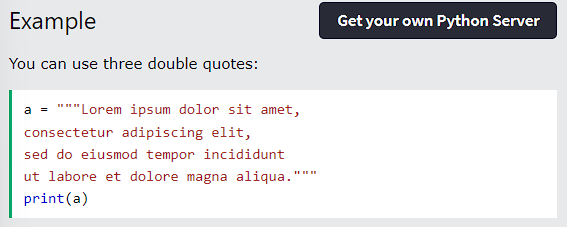 Example
Get your own Python Server
You can use three double quotes:
a = """Lorem ipsum dolor sit amet,
consectetur adipiscing elit,
sed do eiusmod tempor incididunt
ut labore et dolore magna aliqua."""
print(a)